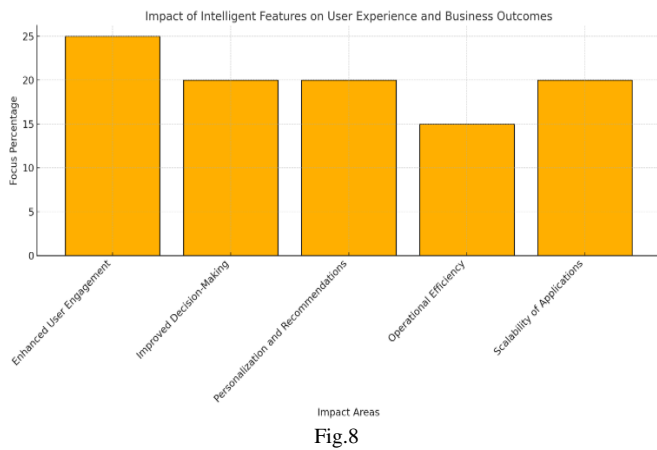 Impact of Intelligent Features on User Experience and Business Outcomes
Focus Percentage
25
20
15
10
5
0
Enhanced User Engagement
Improved Decision-Making
Personalization and Recommendations
Operational Efficiency
Scalability of Applications
Impact Areas
Fig.8